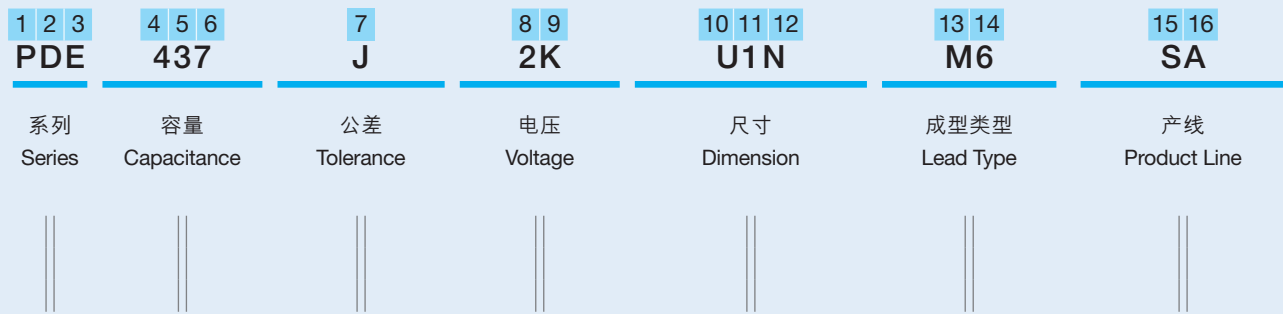 1 2 3 4 5 6 7 8 9 10 11 12 13 14 15 16
PDE 437 J 2K U1N M6 SA
系列 容量 公差 电压 尺寸 成型类型 产线
Series Capacitance Tolerance Voltage Dimension Lead Type Product Line